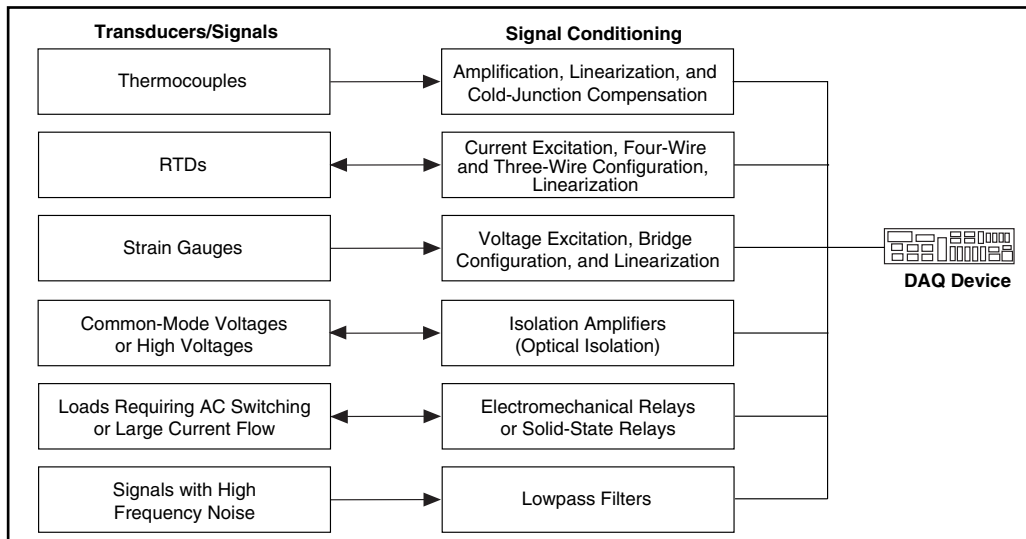 Transducers/Signals
Signal Conditioning
Thermocouples
Amplification, Linearization, and
Cold-Junction Compensation
RTDs
Current Excitation, Four-Wire
and Three-Wire Configuration,
Linearization
Strain Gauges
Voltage Excitation, Bridge
Configuration, and Linearization
DAQ Device
Common-Mode Voltages
or High Voltages
Isolation Amplifiers
(Optical Isolation)
Loads Requiring AC Switching
or Large Current Flow
Electromechanical Relays
or Solid-State Relays
Signals with High
Frequency Noise
Lowpass Filters